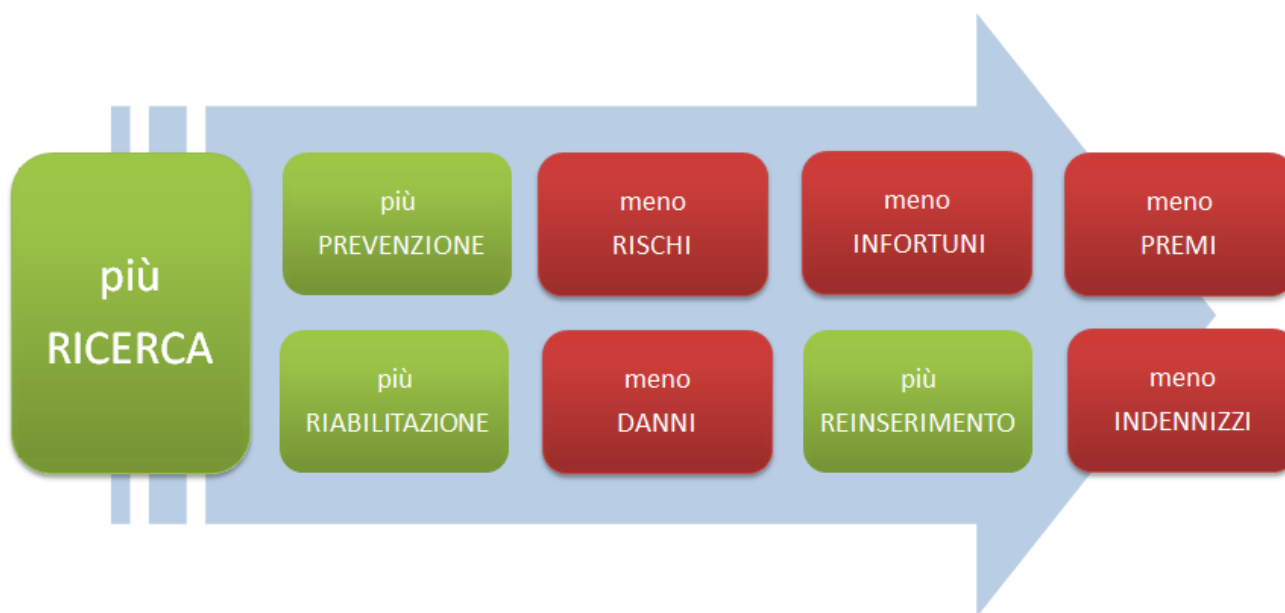 più
RICERCA
più
PREVENZIONE
meno
RISCHI
meno
INFORTUNI
meno
PREMI
più
RIABILITAZIONE
meno
DANNI
più
REINSERIMENTO
meno
INDENNIZZI